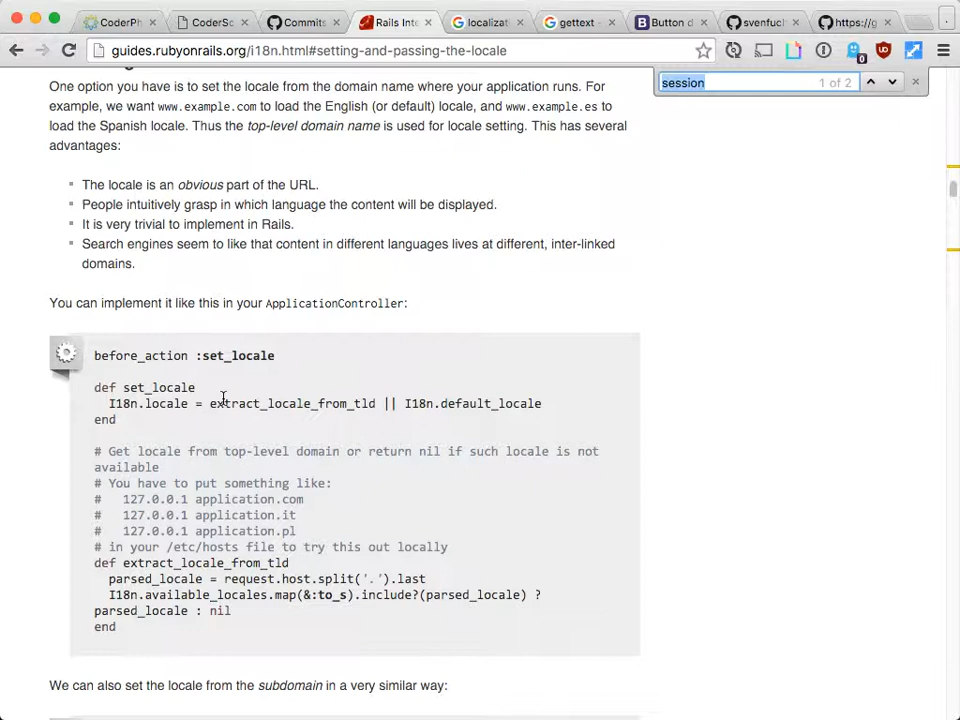 CoderPh
CoderSc
Commits
Rails Inte
localizati
gettext -
Button d
svenfuc
https://g
guides.rubyonrails.org/i18n.html#setting-and-passing-the-locale
0
session 1 of 2
One option you have is to set the locale from the domain name where your application runs. For
example, we want www.example.com to load the English (or default) locale, and www.example.es to
load the Spanish locale. Thus the top-level domain name is used for locale setting. This has several
advantages:
The locale is an obvious part of the URL.
People intuitively grasp in which language the content will be displayed.
It is very trivial to implement in Rails.
Search engines seem to like that content in different languages lives at different, inter-linked
domains.
You can implement it like this in your ApplicationController:
before_action :set_locale
def set_locale
I18n.locale = extract_locale_from_tld || I18n.default_locale
end
# Get locale from top-level domain or return nil if such locale is not
available
# You have to put something like:
# 127.0.0.1 application.com
# 127.0.0.1 application.it
# 127.0.0.1 application.pl
# in your /etc/hosts file to try this out locally
def extract_locale_from_tld
parsed_locale = request.host.split('.').last
I18n.available_locales.map(&:to_s).include?(parsed_locale) ?
parsed_locale : nil
end
We can also set the locale from the subdomain in a very similar way: